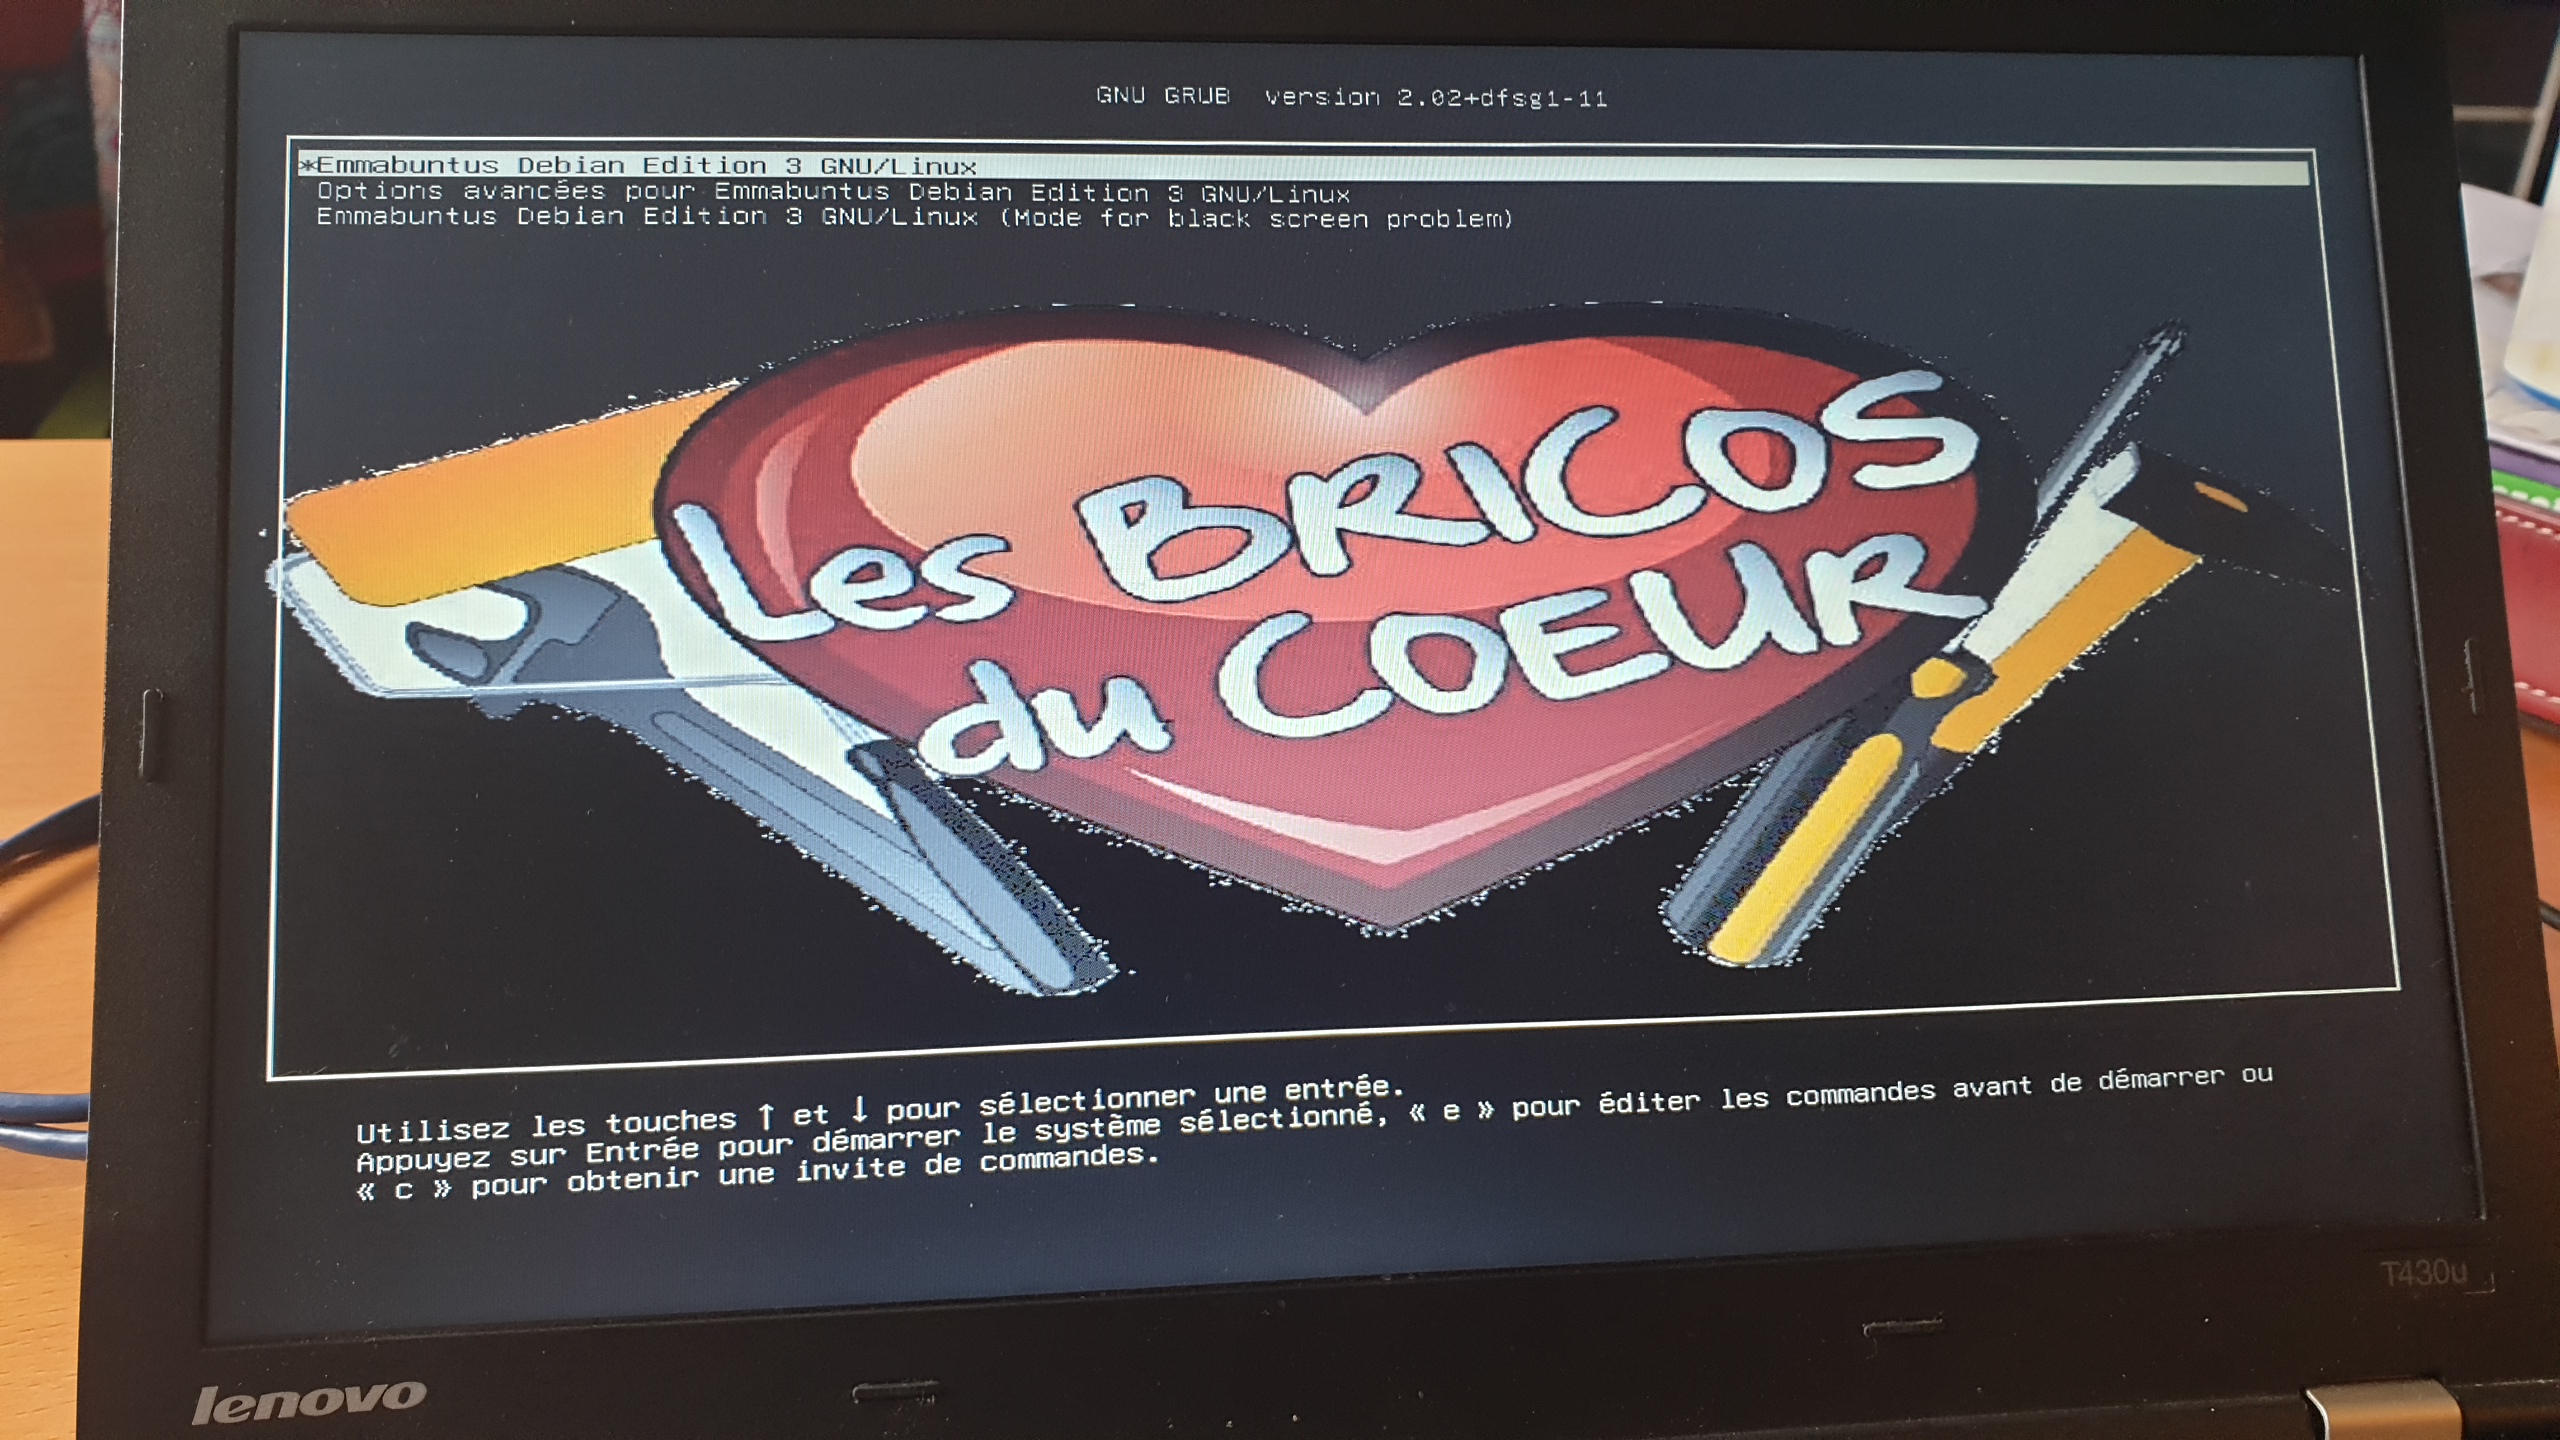 GNU GRUB version 2.02+dfsg1-11
*Emmabuntus Debian Edition 3 GNU/Linux
Options avancées pour Emmabuntus Debian Edition 3 GNU/Linux
Emmabuntus Debian Edition 3 GNU/Linux (Mode for black screen problem)
Les BRICOS
du COEUR
Utilisez les touches ↑ et ↓ pour sélectionner une entrée.
Appuyez sur Entrée pour démarrer le système sélectionné, « e » pour éditer les commandes avant de démarrer ou
« c » pour obtenir une invite de commandes.
T430u
lenovo